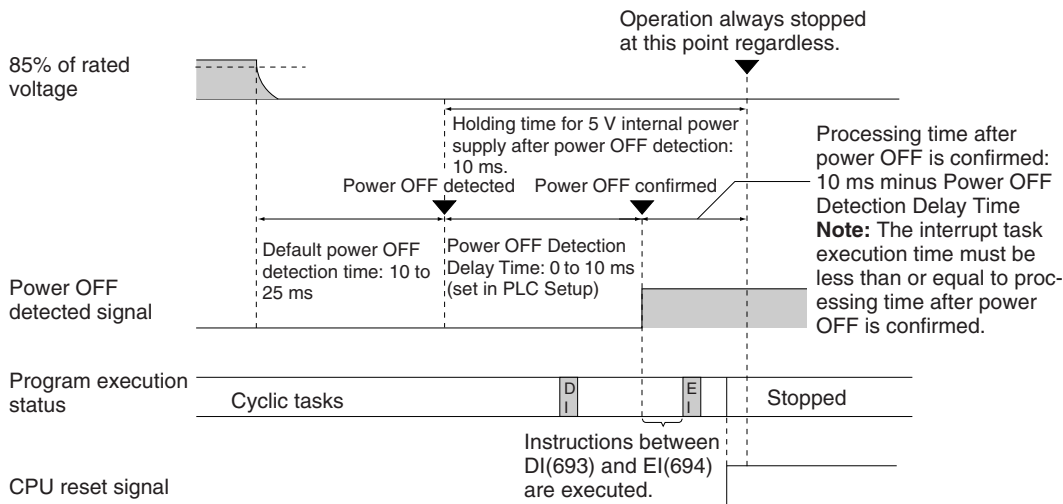 Operation always stopped
at this point regardless.
85% of rated
voltage
Holding time for 5 V internal power
supply after power OFF detection:
10 ms.
Processing time after
power OFF is confirmed:
10 ms minus Power OFF
Detection Delay Time
Note: The interrupt task
execution time must be
less than or equal to proc-
essing time after power
OFF is confirmed.
Power OFF detected
Power OFF confirmed
Default power OFF
detection time: 10 to
25 ms
Power OFF Detection
Delay Time: 0 to 10 ms
(set in PLC Setup)
Power OFF
detected signal
Program execution
status
Cyclic tasks
D
I
E
I
Stopped
Instructions between
DI(693) and EI(694)
are executed.
CPU reset signal